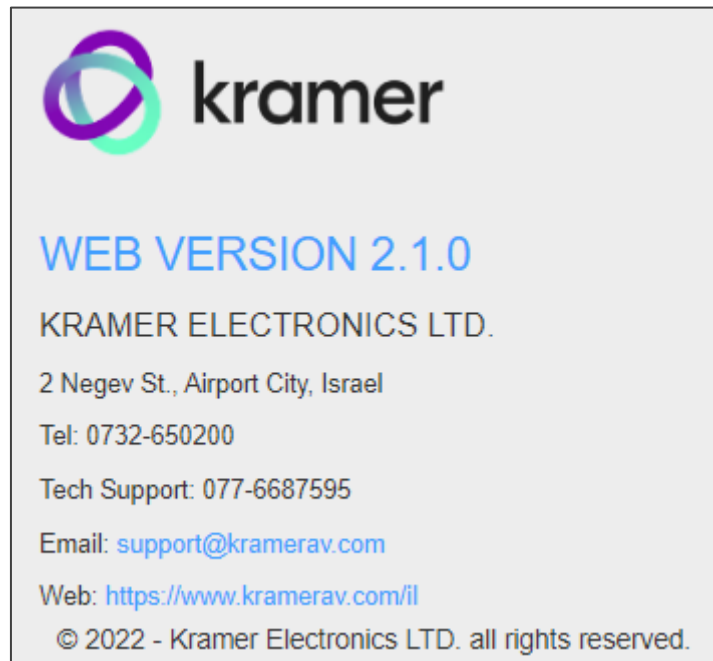 kramer
WEB VERSION 2.1.0
KRAMER ELECTRONICS LTD.
2 Negev St., Airport City, Israel
Tel: 0732-650200
Tech Support: 077-6687595
Email: support@kramerav.com
Web: https://www.kramerav.com/il
© 2022 - Kramer Electronics LTD. all rights reserved.